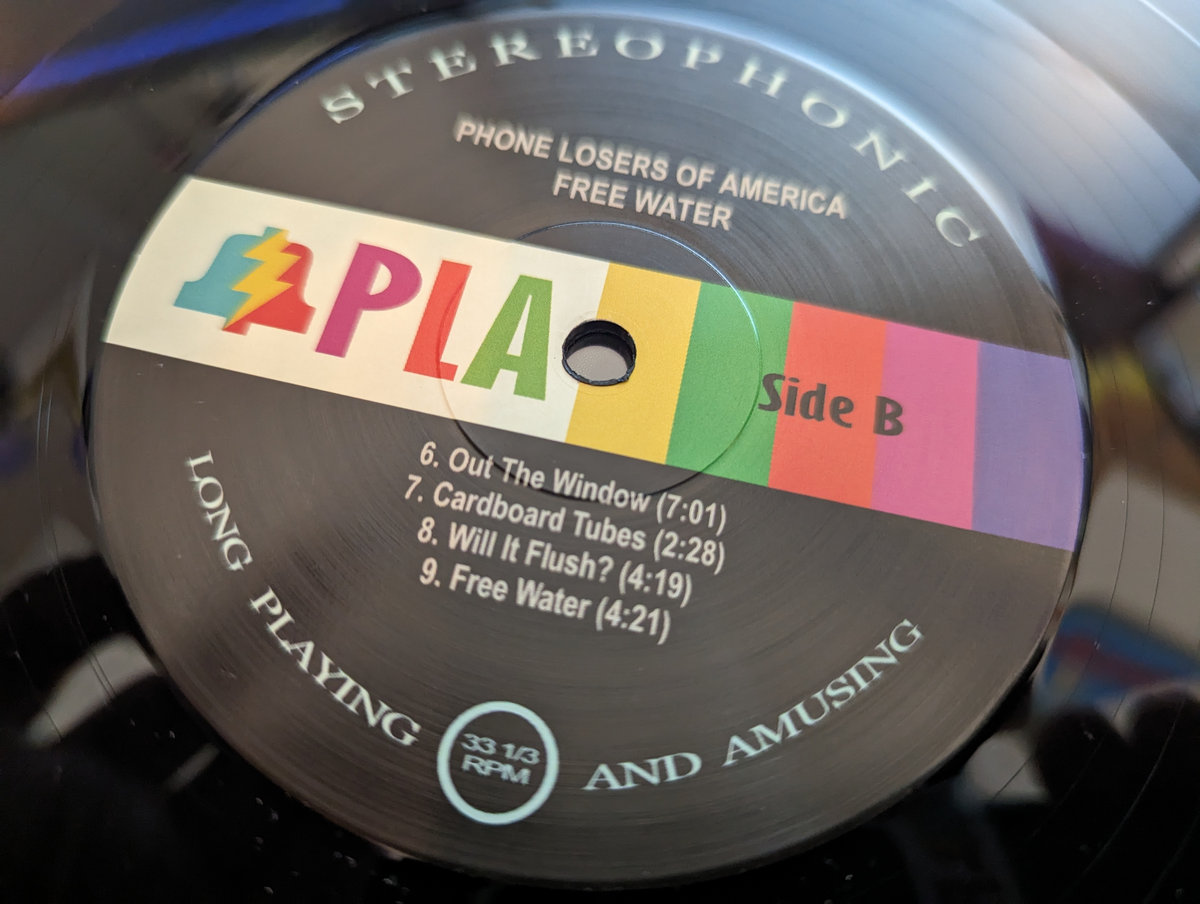 STEREOPHONIC
PHONE LOSERS OF AMERICA
FREE WATER
PLA
Side B
6. Out The Window (7:01)
7. Cardboard Tubes (2:28)
8. Will It Flush? (4:19)
9. Free Water (4:21)
LONG PLAYING
33 1/3
RPM
AND AMUSING